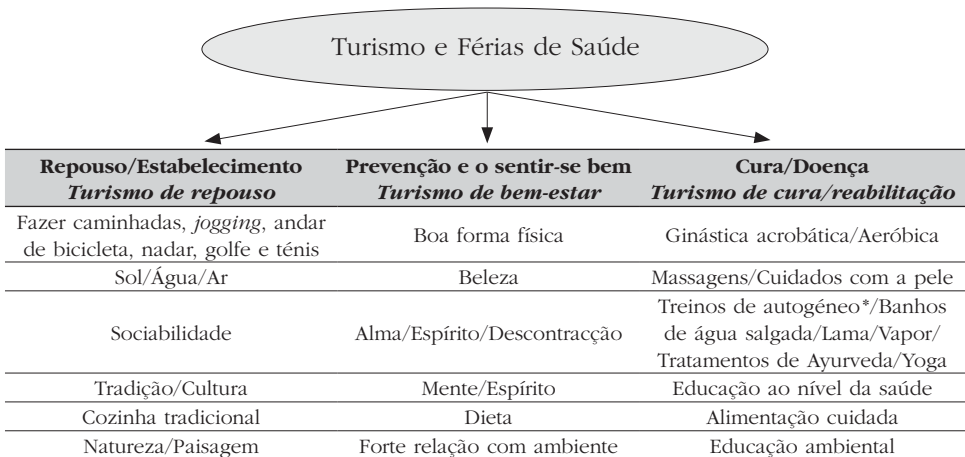 Turismo e Férias de Saúde
Repouso/Estabelecimento
Turismo de repouso
Prevenção e o sentir-se bem
Turismo de bem-estar
Cura/Doença
Turismo de cura/reabilitação
Fazer caminhadas, jogging, andar
de bicicleta, nadar, golfe e ténis
Boa forma física
Ginástica acrobática/Aeróbica
Sol/Água/Ar
Beleza
Massagens/Cuidados com a pele
Sociabilidade
Alma/Espírito/Descontracção
Treinos de autogéneo*/Banhos
de água salgada/Lama/Vapor/
Tratamentos de Ayurveda/Yoga
Tradição/Cultura
Mente/Espírito
Educação ao nível da saúde
Cozinha tradicional
Dieta
Alimentação cuidada
Natureza/Paisagem
Forte relação com ambiente
Educação ambiental